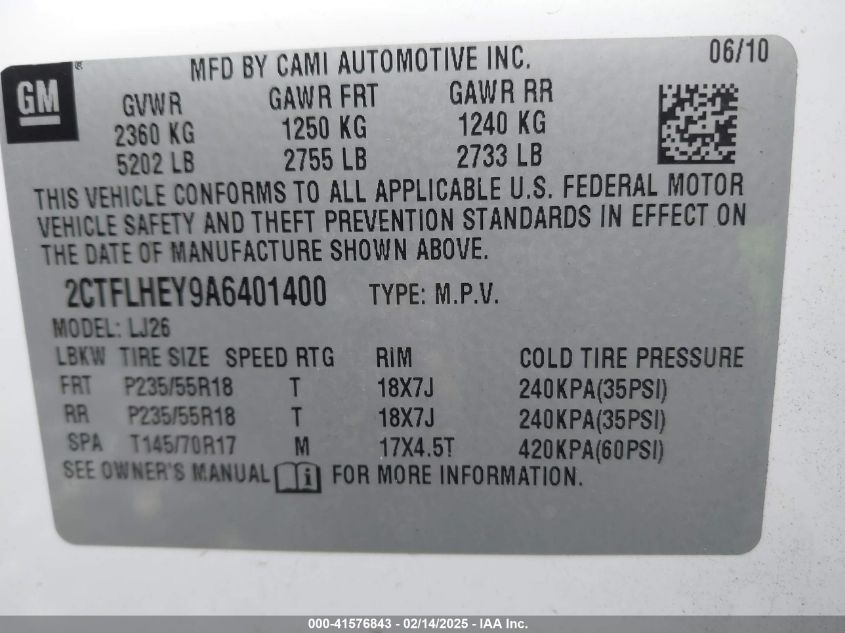 GM
MFD BY CAMI AUTOMOTIVE INC. 06/10
GVWR GAWR FRT GAWR RR
2360 KG 1250 KG 1240 KG
5202 LB 2755 LB 2733 LB
THIS VEHICLE CONFORMS TO ALL APPLICABLE U.S. FEDERAL MOTOR
VEHICLE SAFETY AND THEFT PREVENTION STANDARDS IN EFFECT ON
THE DATE OF MANUFACTURE SHOWN ABOVE.
2CTFLHEY9A6401400 TYPE: M.P.V.
MODEL: LJ26
LBKW TIRE SIZE SPEED RTG RIM COLD TIRE PRESSURE
FRT P235/55R18 T 18X7J 240KPA(35PSI)
RR P235/55R18 T 18X7J 240KPA(35PSI)
SPA T145/70R17 M 17X4.5T 420KPA(60PSI)
SEE OWNER'S MANUAL i FOR MORE INFORMATION.
000-41576843 - 02/14/2025 - IAA Inc.